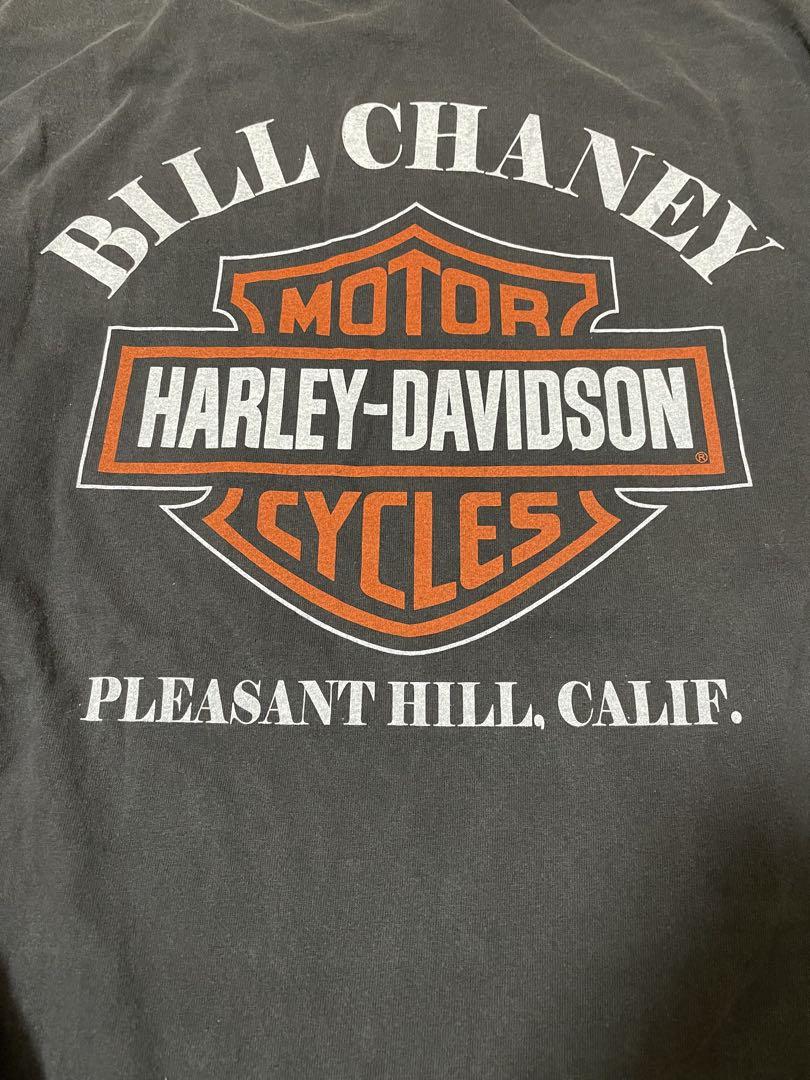 BILL CHANEY
MOTOR
HARLEY-DAVIDSON
®
CYCLES
PLEASANT HILL, CALIF.